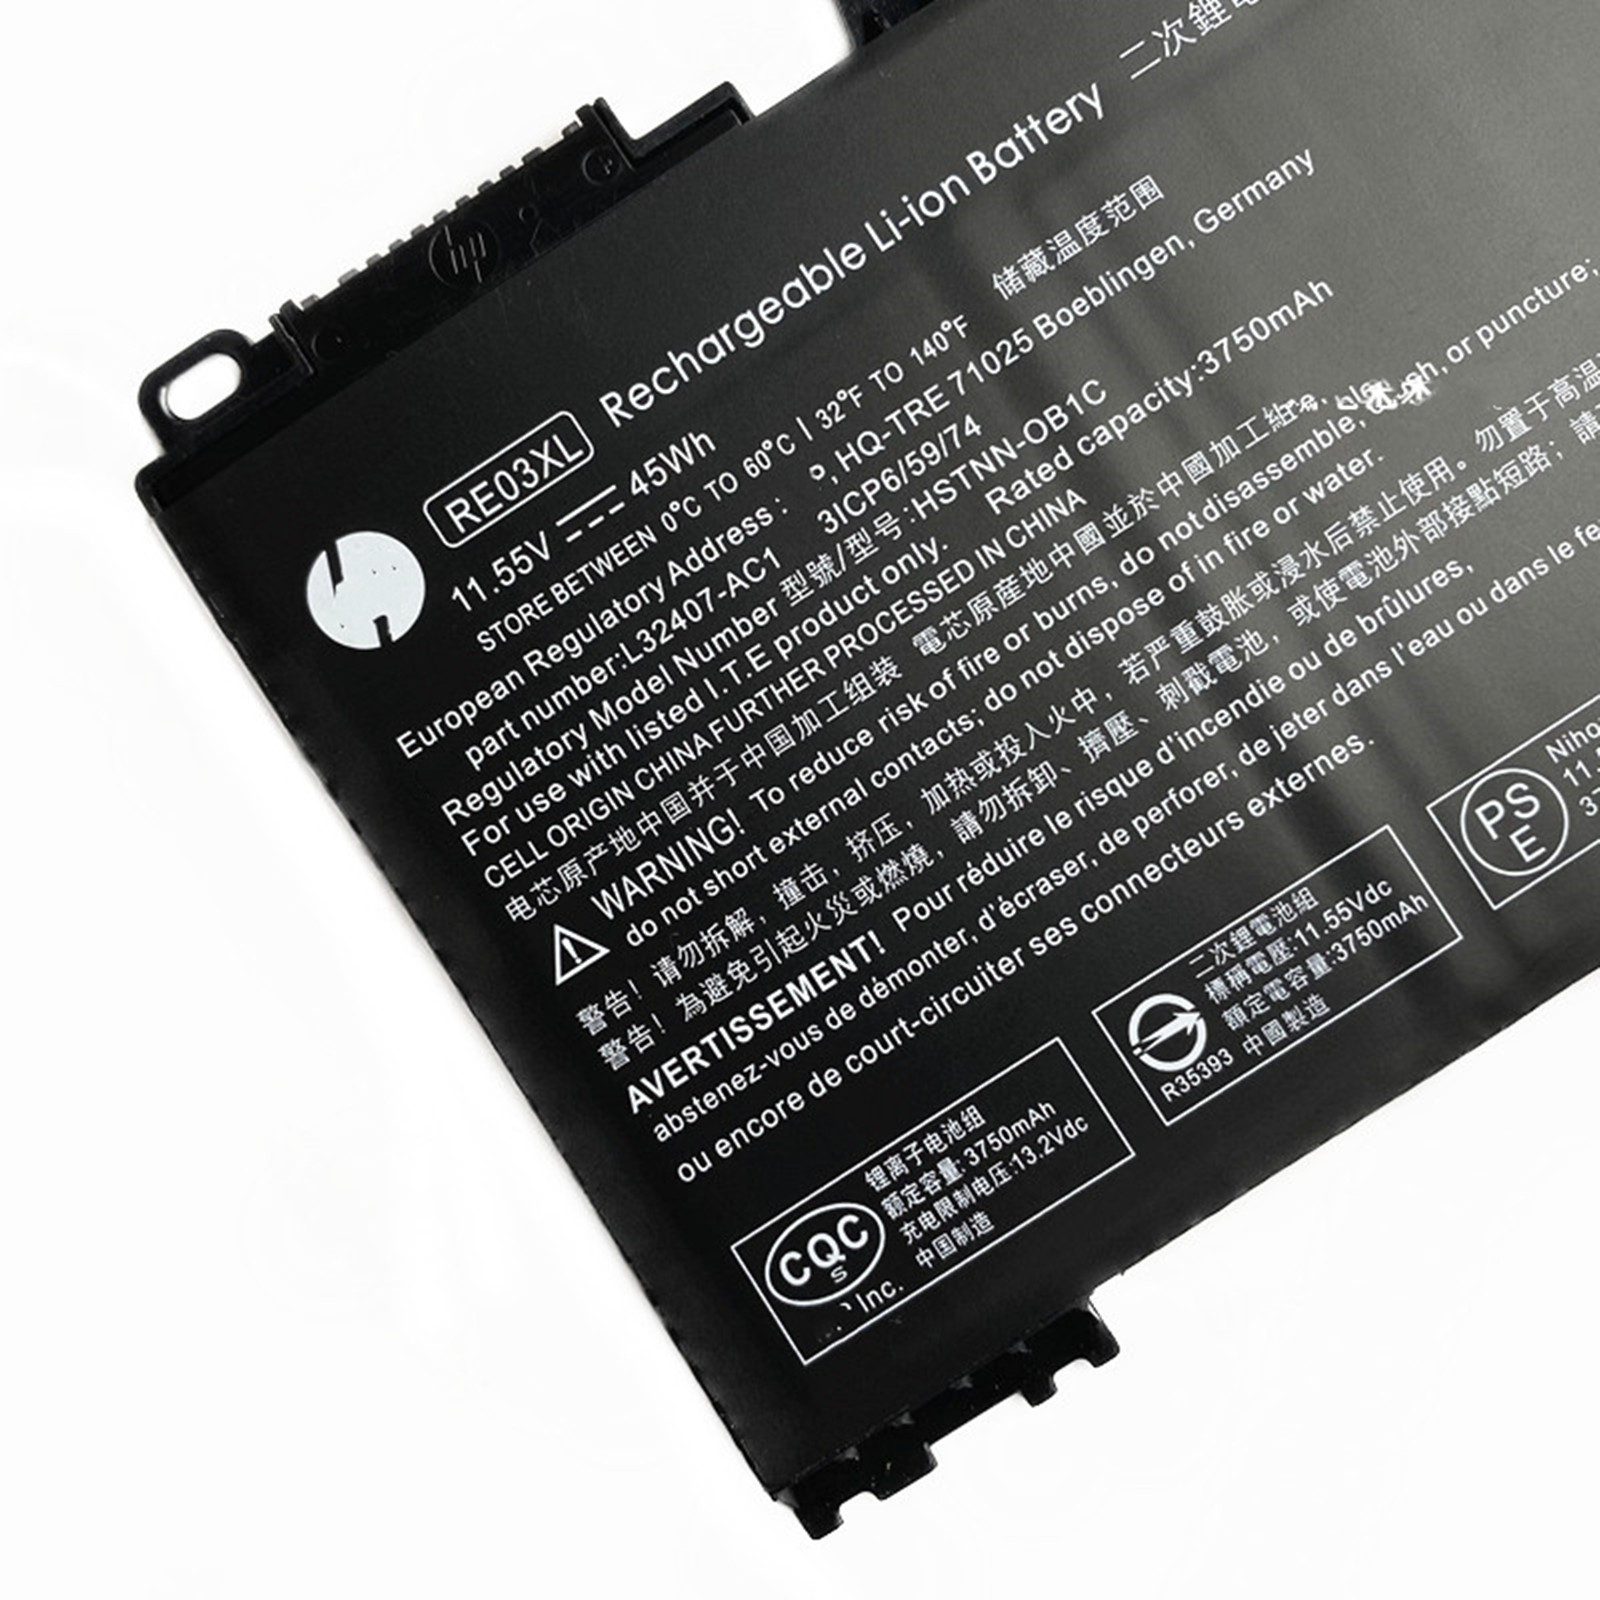 hp
RE03XL Rechargeable Li-ion Battery 二次鋰
11.55V 45Wh
STORE BETWEEN 0°C TO 60°C | 32°F TO 140°F 储藏温度范围
European Regulatory Address: , HQ-TRE 71025 Boeblingen, Germany
part number:L32407-AC1 3ICP6/59/74
Regulatory Model Number 型號/型号:HSTNN-OB1C
For use with listed I.T.E product only. Rated capacity:3750mAh
CELL ORIGIN CHINA FURTHER PROCESSED IN CHINA
电芯原产地中国并于中国加工组装 電芯原產地中國並於中國加工組
WARNING! To reduce risk of fire or burns, do not disassemble, or puncture;
do not short external contacts; do not dispose of in fire or water.
警告! 请勿拆解，撞击，挤压，加热或投入火中，若严重鼓胀或浸水后禁止使用。勿置于高温
警告! 為避免引起火災或燃燒，請勿拆卸、擠壓、刺戳電池，或使電池外部接點短路；請
AVERTISSEMENT! Pour réduire le risque d'incendie ou de brûlures,
abstenez-vous de démonter, d'écraser, de perforer, de jeter dans l'eau ou dans le fe
ou encore de court-circuiter ses connecteurs externes.
CQC
S
Inc.
锂离子电池组
额定容量:3750mAh
充电限制电压:13.2Vdc
中国制造
R35393
二次鋰電池組
標稱電壓:11.55Vdc
額定電容量:3750mAh
中國製造
PS
E
Niho
11.
37